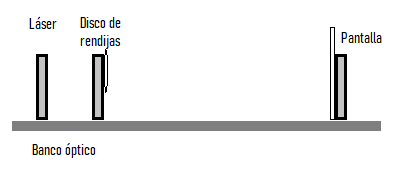 Láser
Disco de
rendijas
Pantalla
Banco óptico